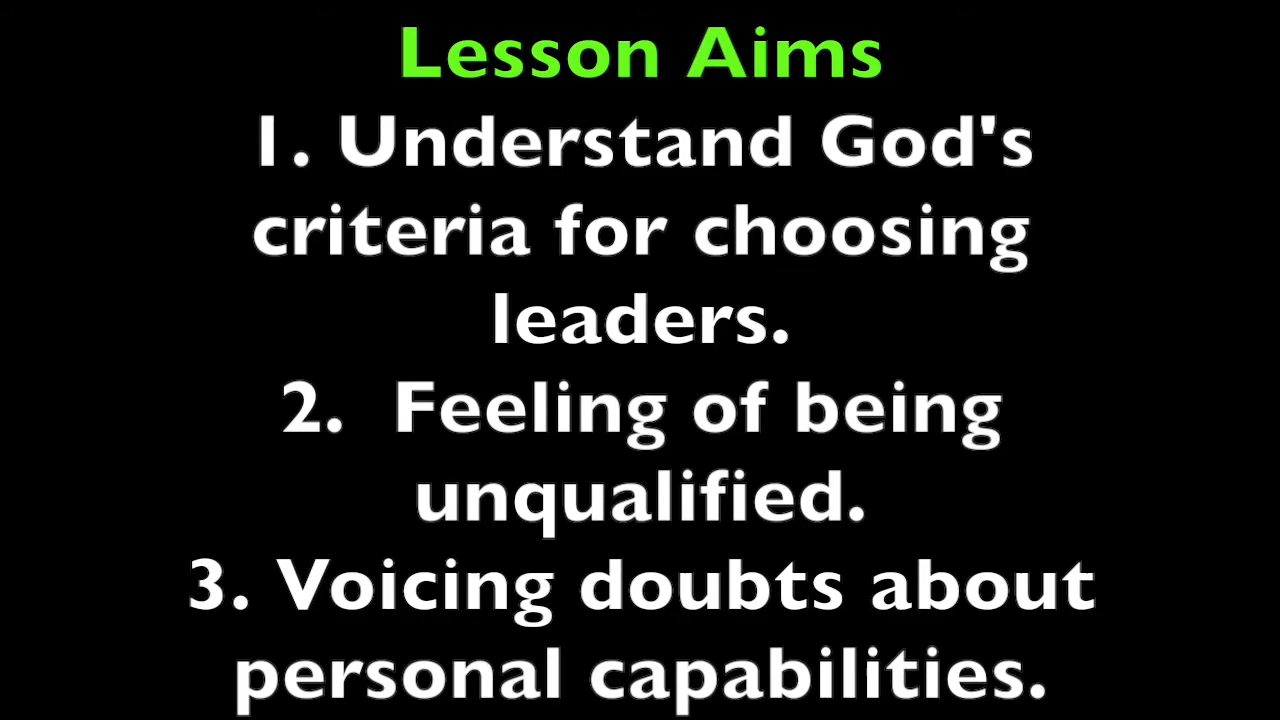 Lesson Aims
1. Understand God's
criteria for choosing
leaders.
2.  Feeling of being
unqualified.
3. Voicing doubts about
personal capabilities.